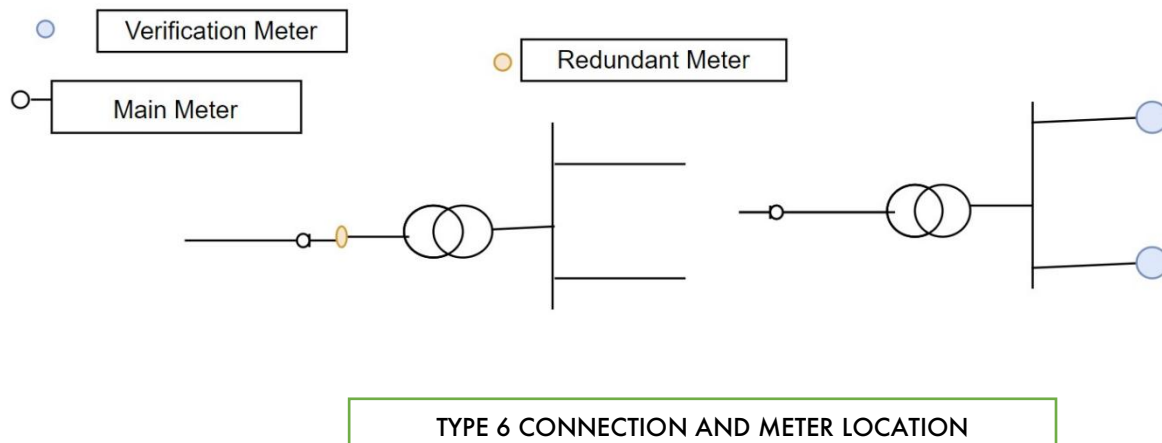 Verification Meter
Redundant Meter
Main Meter
TYPE 6 CONNECTION AND METER LOCATION